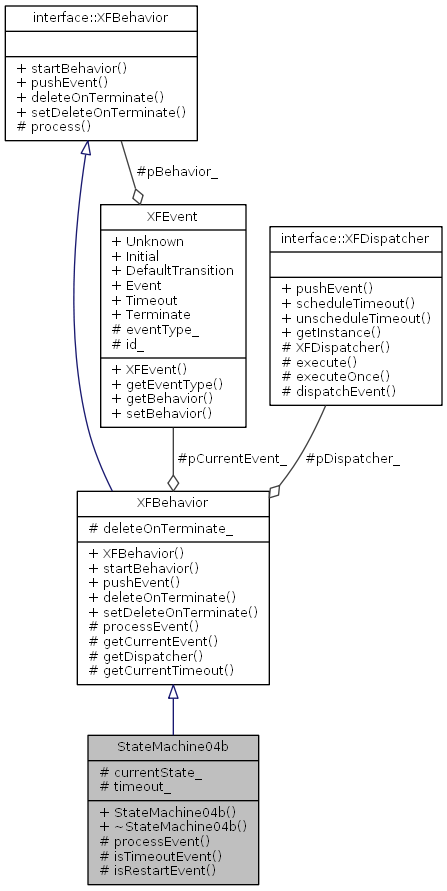 interface::XFBehavior
+ startBehavior()
+ pushEvent()
+ deleteOnTerminate()
+ setDeleteOnTerminate()
# process()
#pBehavior_
XFEvent
+ Unknown
+ Initial
+ DefaultTransition
+ Event
+ Timeout
+ Terminate
# eventType_
# id_
+ XFEvent()
+ getEventType()
+ getBehavior()
+ setBehavior()
interface::XFDispatcher
+ pushEvent()
+ scheduleTimeout()
+ unscheduleTimeout()
+ getInstance()
# XFDispatcher()
# execute()
# executeOnce()
# dispatchEvent()
#pCurrentEvent_
#pDispatcher_
XFBehavior
# deleteOnTerminate_
+ XFBehavior()
+ startBehavior()
+ pushEvent()
+ deleteOnTerminate()
+ setDeleteOnTerminate()
# processEvent()
# getCurrentEvent()
# getDispatcher()
# getCurrentTimeout()
StateMachine04b
# currentState_
# timeout_
+ StateMachine04b()
+ ~StateMachine04b()
# processEvent()
# isTimeoutEvent()
# isRestartEvent()